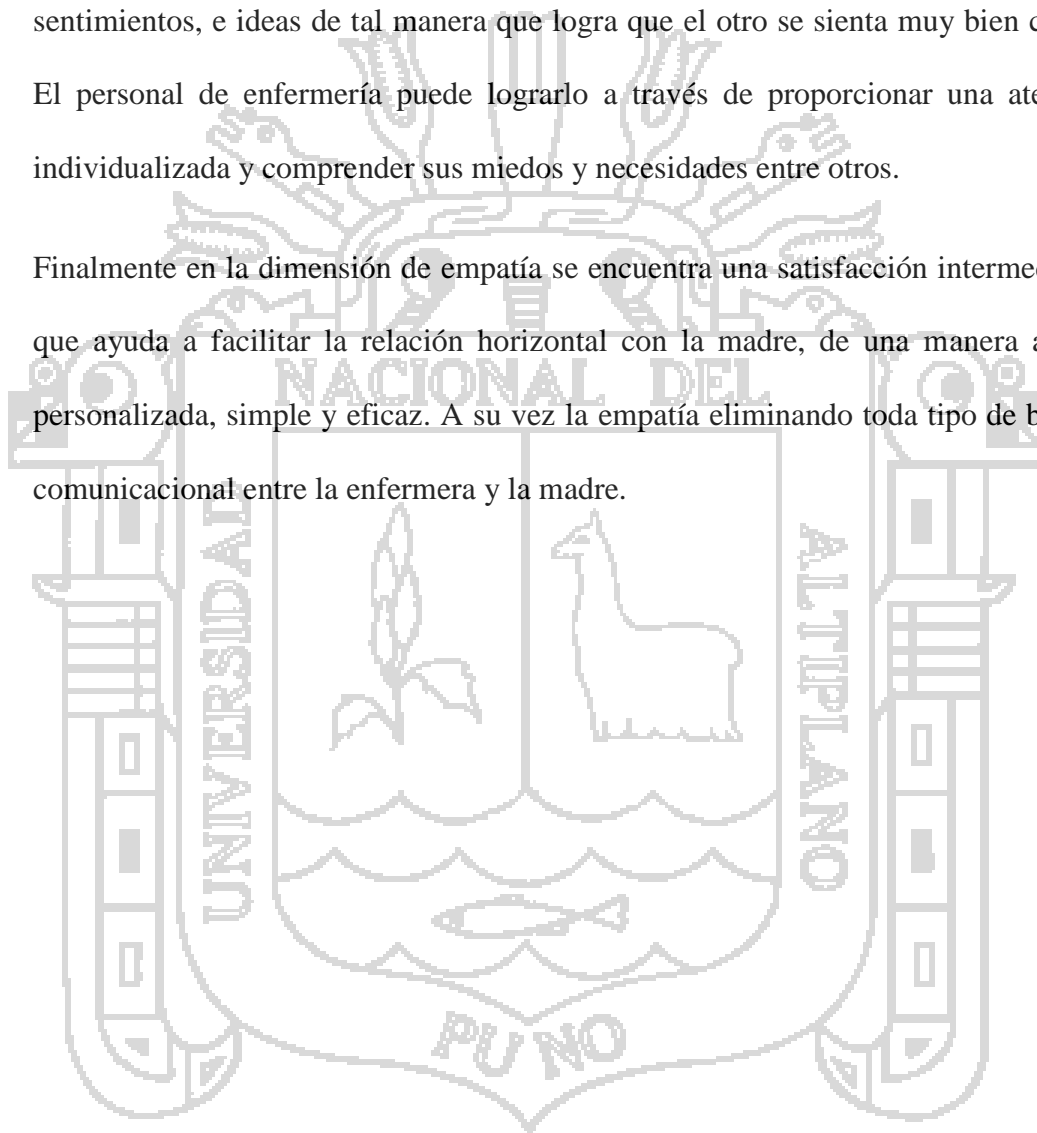 sentimientos, e ideas de tal manera que logra que el otro se sienta muy bien
El personal de enfermería puede lograrlo a través de proporcionar una
individualizada y comprender sus miedos y necesidades entre otros.
Finalmente en la dimensión de empatía se encuentra una satisfacción
que ayuda a facilitar la relación horizontal con la madre, de una manera
personalizada, simple y eficaz. A su vez la empatía eliminando toda tipo de
comunicacional entre la enfermera y la madre.
NACIONAL DEL
UNIVERSIDAD
ALTIPLANO
PUNO